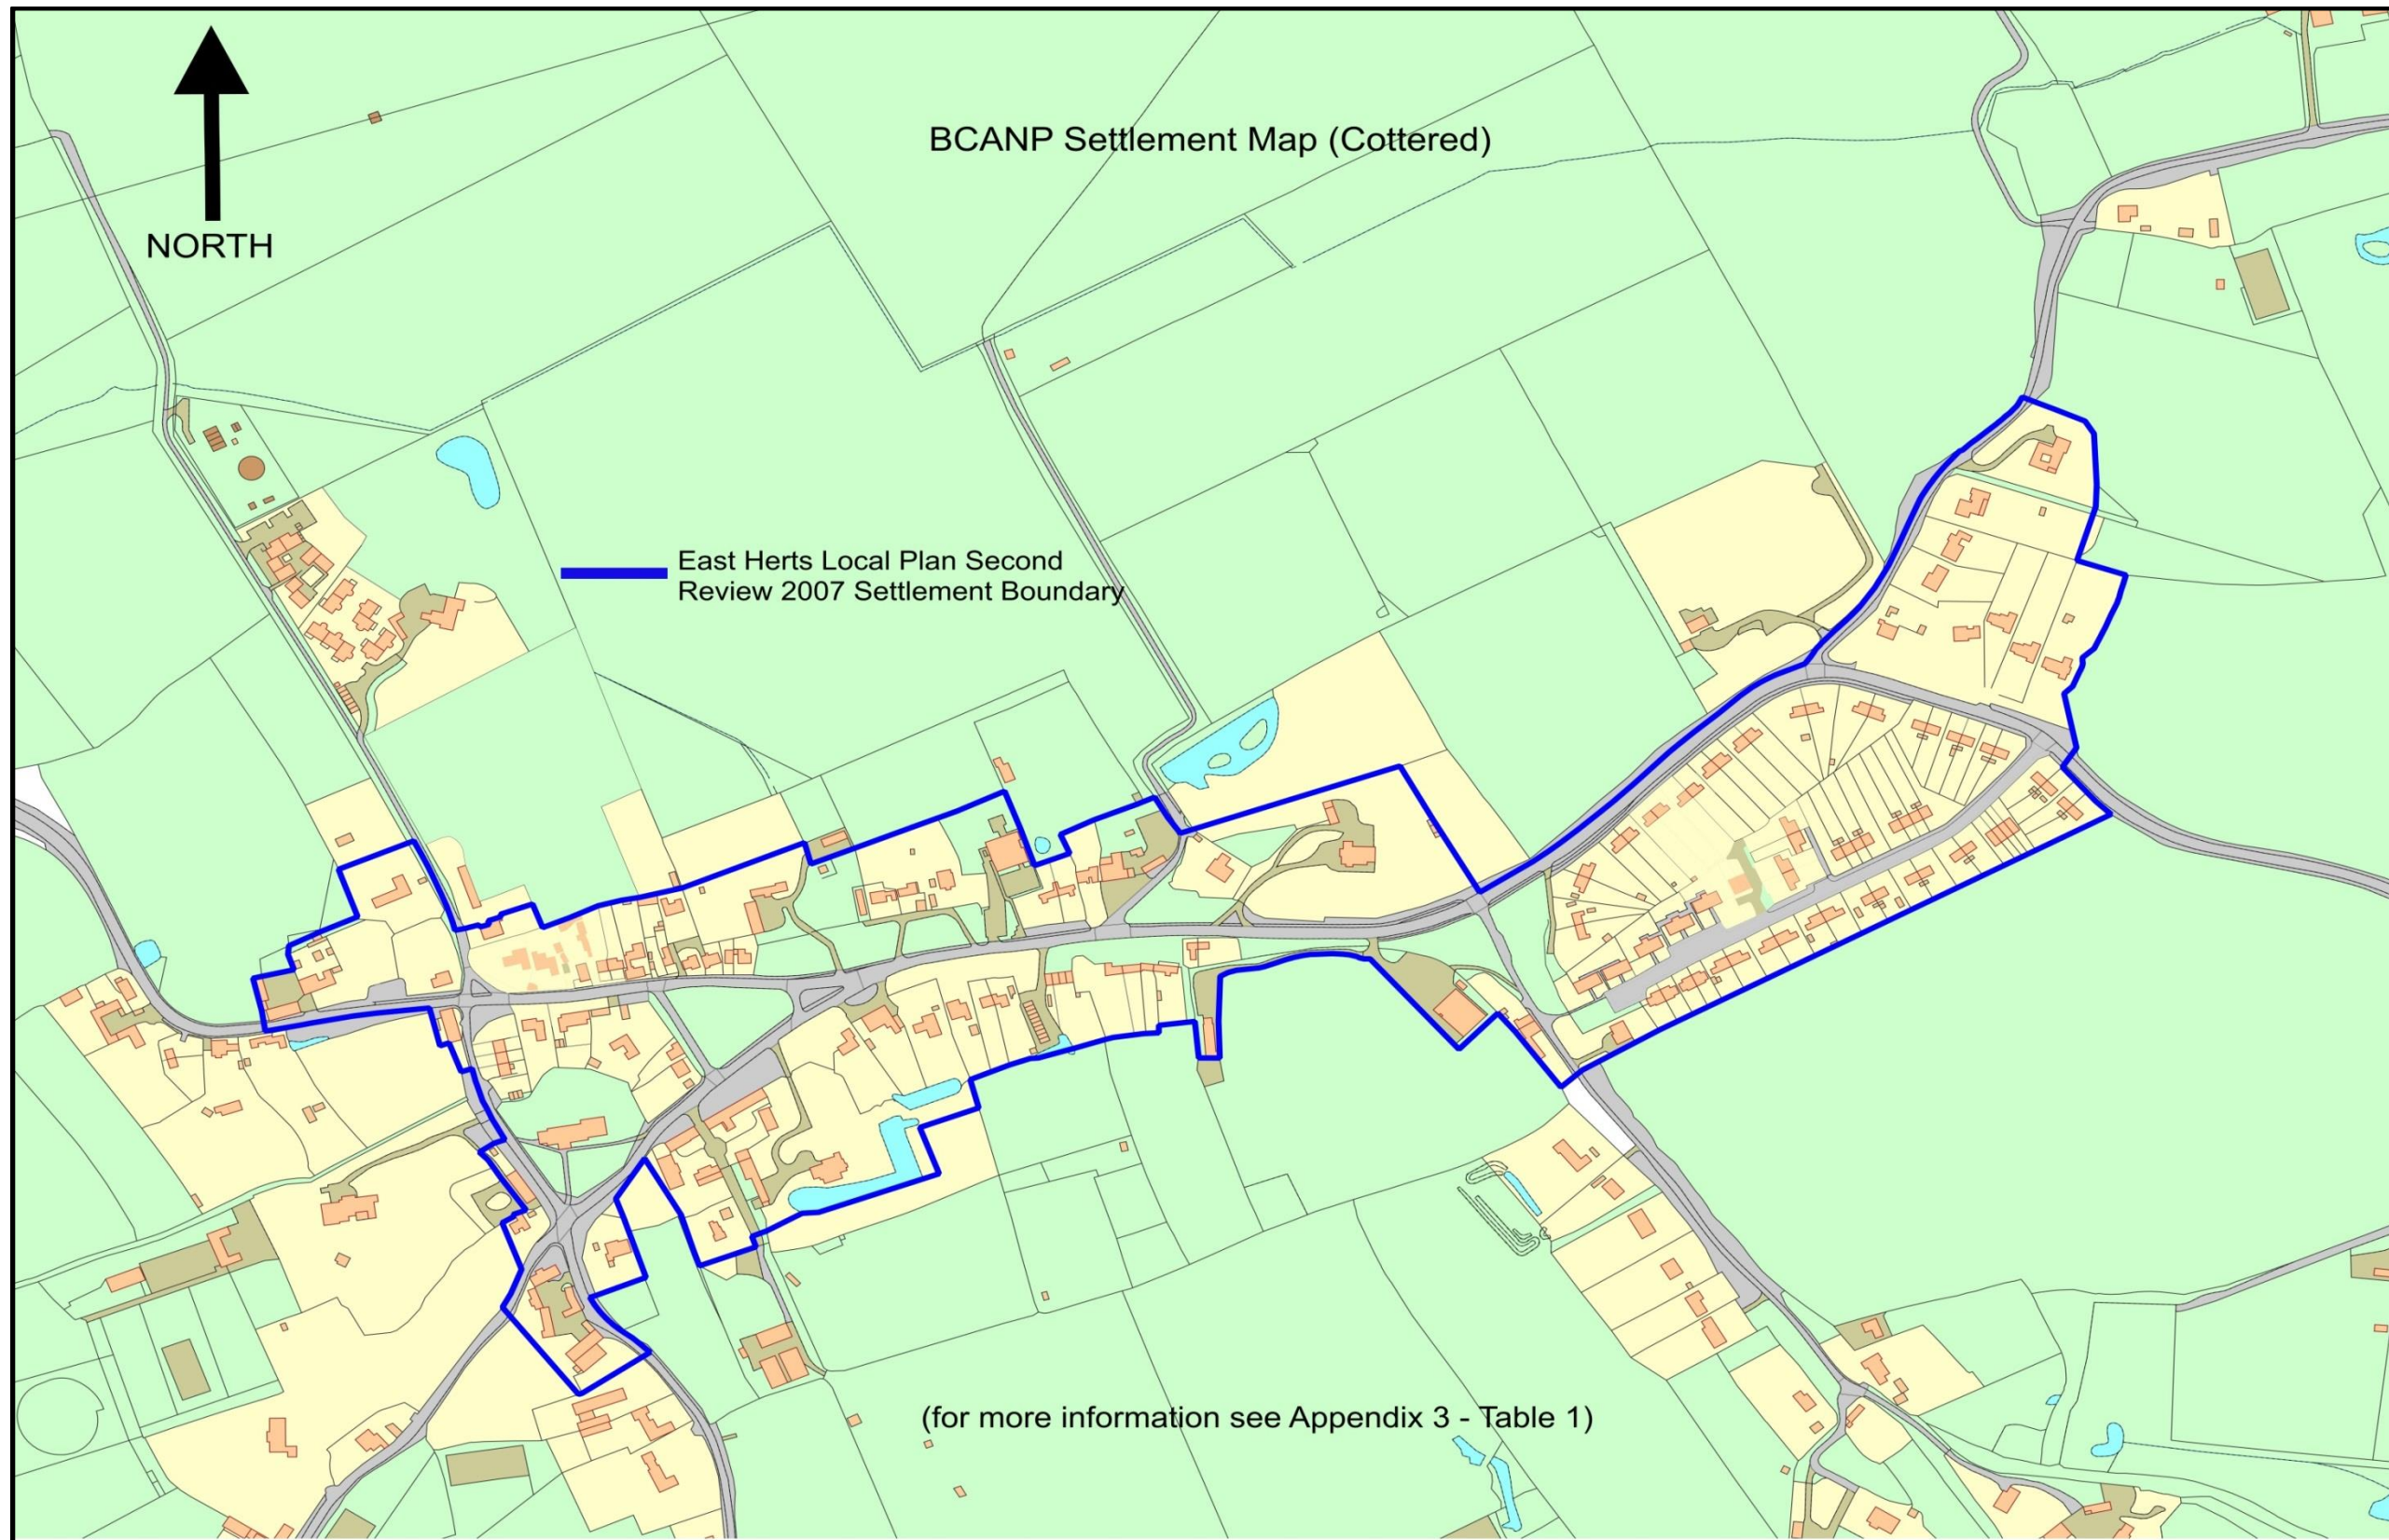 BCANP Settlement Map (Cottered)
NORTH
East Herts Local Plan Second
Review 2007 Settlement Boundary
(for more information see Appendix 3 - Table 1)